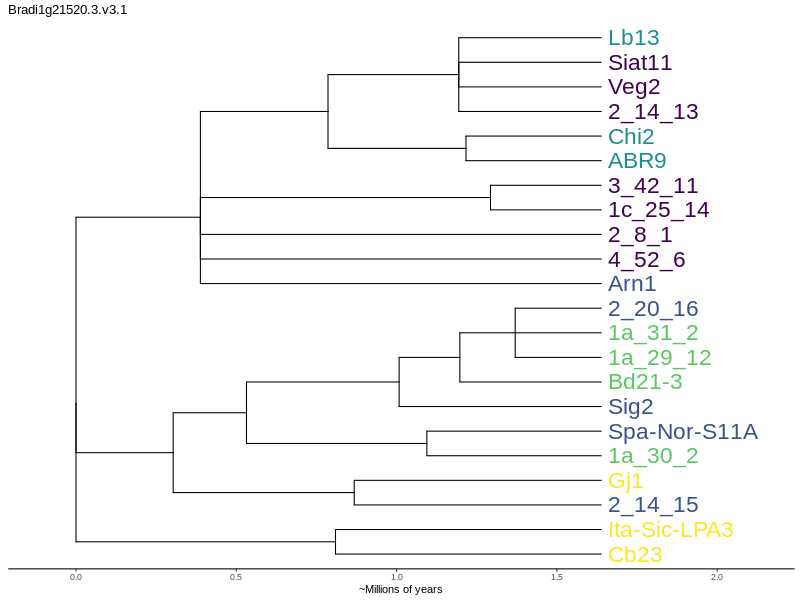 Bradi1g21520.3.v3.1
Lb13
Siat11
Veg2
2_14_13
Chi2
ABR9
3_42_11
1c_25_14
2_8_1
4_52_6
Arn1
2_20_16
1a_31_2
1a_29_12
Bd21-3
Sig2
Spa-Nor-S11A
1a_30_2
Gj1
2_14_15
Ita-Sic-LPA3
Cb23
0.0 0.5 1.0 1.5 2.0
~Millions of years